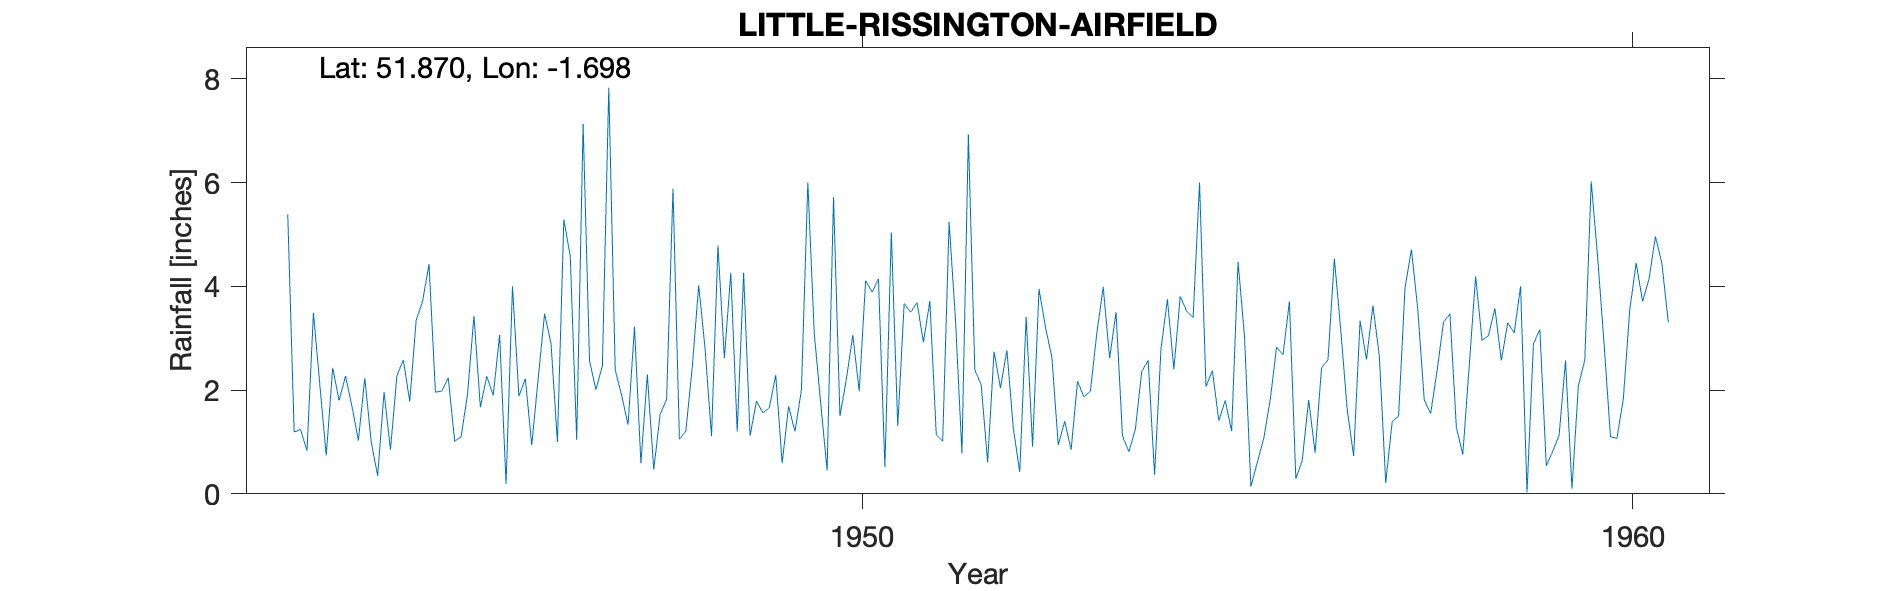 LITTLE-RISSINGTON-AIRFIELD
Lat: 51.870, Lon: -1.698
8
6
4
2
0
Rainfall [inches]
1950
1960
Year